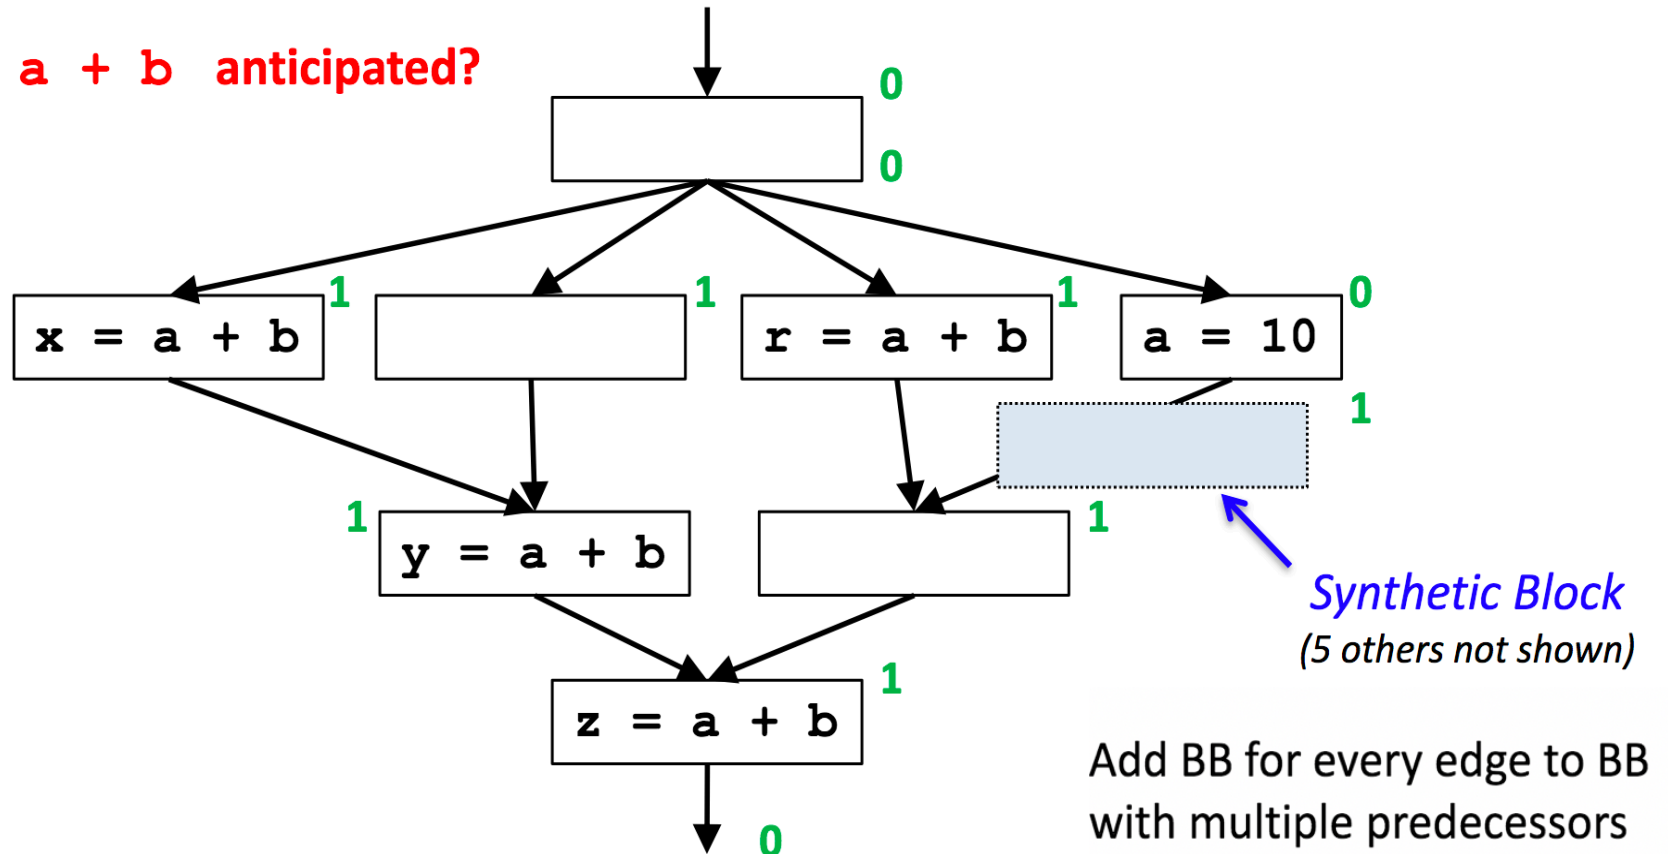 a + b anticipated?
0
0
1
1
1
0
x = a + b
r = a + b
a = 10
1
1
y = a + b
1
Synthetic Block
(5 others not shown)
1
z = a + b
Add BB for every edge to BB
with multiple predecessors
0